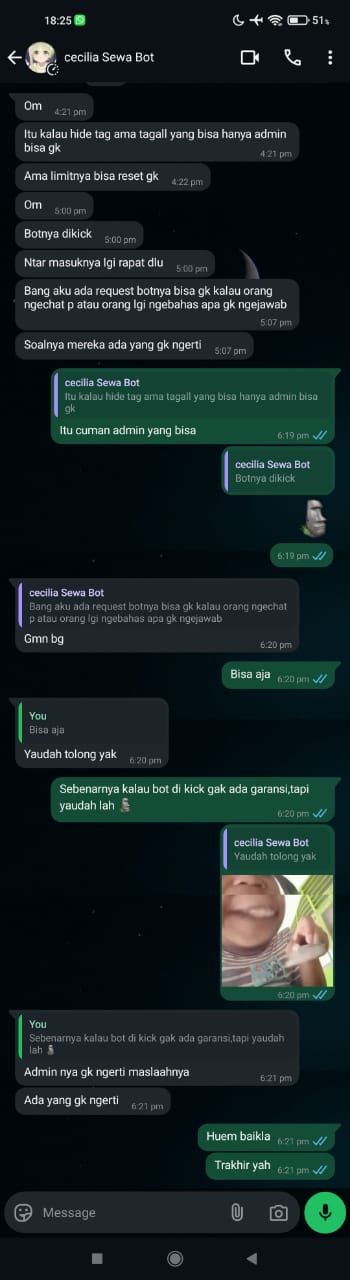 18:25
51%
cecilia Sewa Bot
Om
4:21 pm
Itu kalau hide tag ama tagall yang bisa hanya admin
bisa gk
4:21 pm
Ama limitnya bisa reset gk
4:22 pm
Om
5:00 pm
Botnya dikick
5:00 pm
Ntar masuknya lgi rapat dlu
5:00 pm
Bang aku ada request botnya bisa gk kalau orang
ngechat p atau orang lgi ngebahas apa gk ngejawab
5:07 pm
Soalnya mereka ada yang gk ngerti
5:07 pm
cecilia Sewa Bot
Itu kalau hide tag ama tagall yang bisa hanya admin bisa
gk
Itu cuman admin yang bisa
6:19 pm
cecilia Sewa Bot
Botnya dikick
6:19 pm
cecilia Sewa Bot
Bang aku ada request botnya bisa gk kalau orang ngechat
p atau orang lgi ngebahas apa gk ngejawab
Gmn bg
6:20 pm
Bisa aja
6:20 pm
You
Bisa aja
Yaudah tolong yak
6:20 pm
Sebenarnya kalau bot di kick gak ada garansi,tapi
yaudah lah 🗿
6:20 pm
cecilia Sewa Bot
Yaudah tolong yak
6:20 pm
You
Sebenarnya kalau bot di kick gak ada garansi,tapi yaudah
lah 🗿
Admin nya gk ngerti maslaahnya
6:21 pm
Ada yang gk ngerti
6:21 pm
Huem baikla
6:21 pm
Trakhir yah
6:21 pm
Message